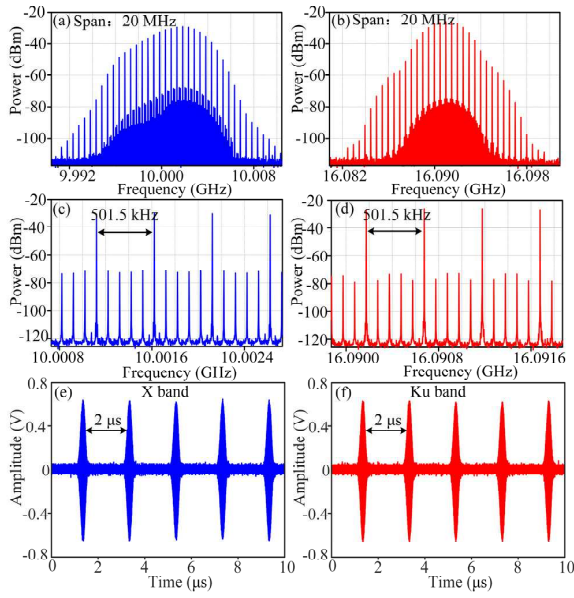 (a) Span：20 MHz
Power (dBm)
-20
-40
-60
-80
-100
9.992 10.000 10.008
Frequency (GHz)
(b) Span：20 MHz
Power (dBm)
-20
-40
-60
-80
-100
16.082 16.090 16.098
Frequency (GHz)
(c)
501.5 kHz
Power (dBm)
-20
-40
-60
-80
-100
-120
10.0008 10.0016 10.0024
Frequency (GHz)
(d)
501.5 kHz
Power (dBm)
-20
-40
-60
-80
-100
-120
16.0900 16.0908 16.0916
Frequency (GHz)
(e) X band
2 μs
Amplitude (V)
0.8
0.4
0
-0.4
-0.8
0 2 4 6 8 10
Time (μs)
(f) Ku band
2 μs
Amplitude (V)
0.8
0.4
0
-0.4
-0.8
0 2 4 6 8 10
Time (μs)